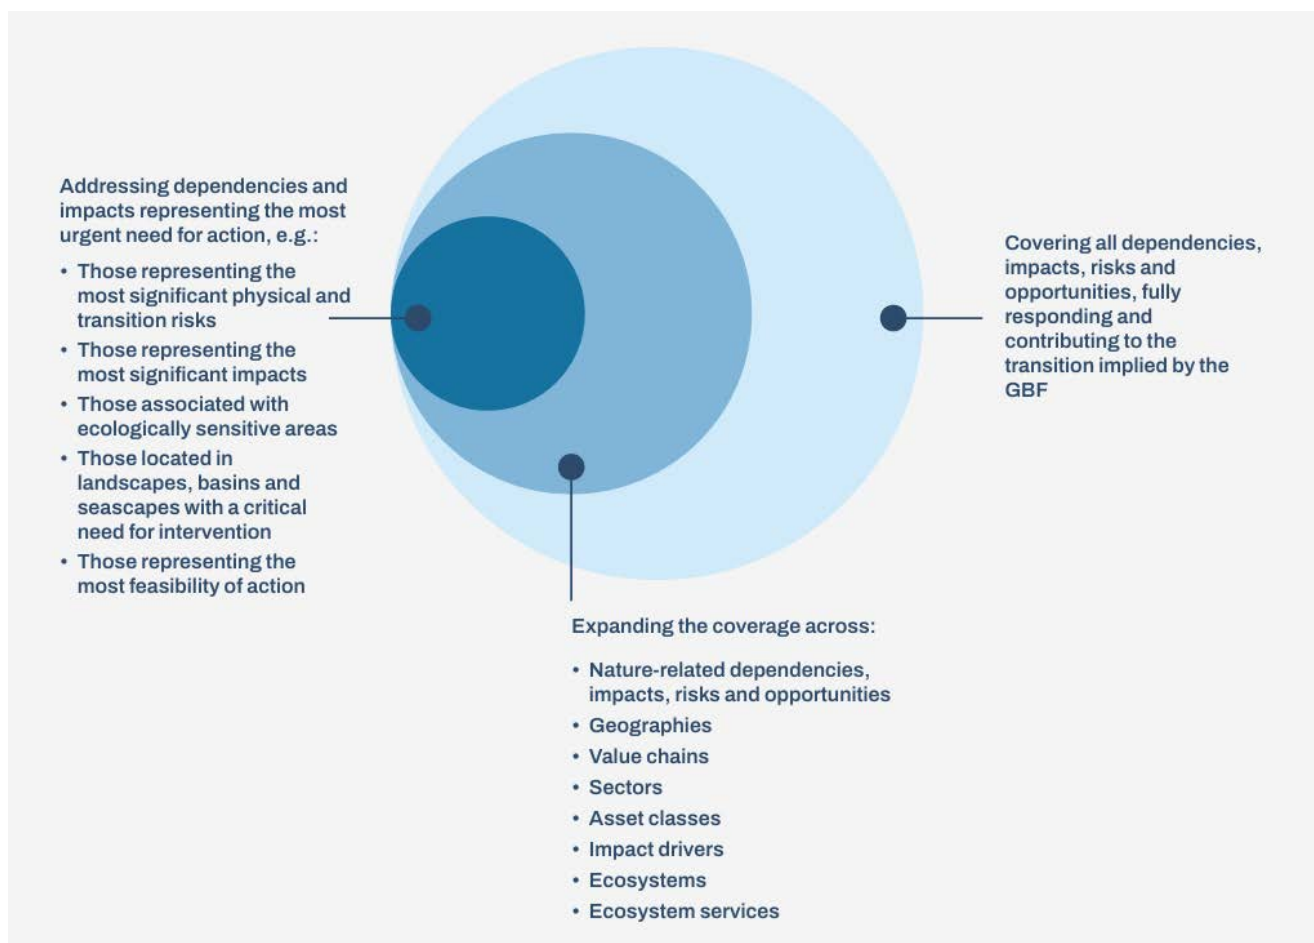 Addressing dependencies and
impacts representing the most
urgent need for action, e.g.:
• Those representing the
most significant physical and
transition risks
• Those representing the
most significant impacts
• Those associated with
ecologically sensitive areas
• Those located in
landscapes, basins and
seascapes with a critical
need for intervention
• Those representing the
most feasibility of action
Covering all dependencies,
impacts, risks and
opportunities, fully
responding and
contributing to the
transition implied by the
GBF
Expanding the coverage across:
• Nature-related dependencies,
impacts, risks and opportunities
• Geographies
• Value chains
• Sectors
• Asset classes
• Impact drivers
• Ecosystems
• Ecosystem services